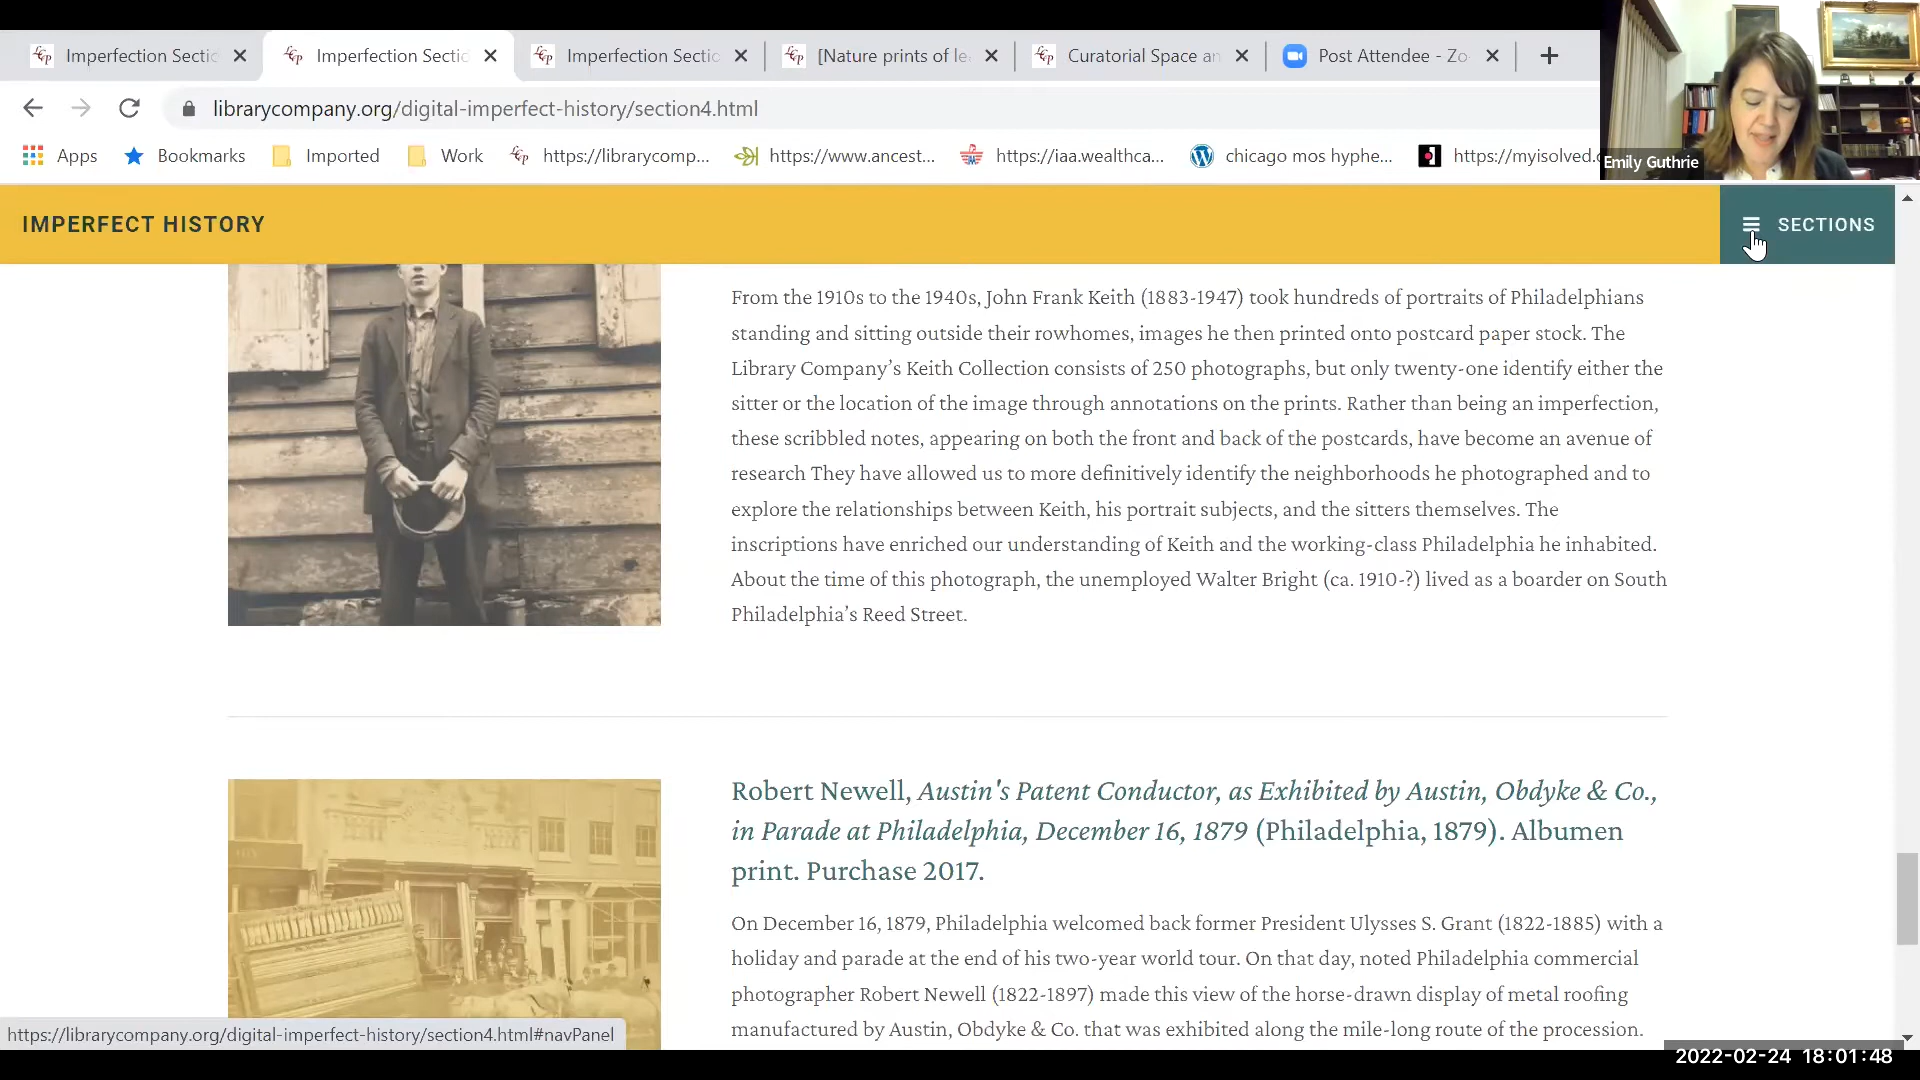 Imperfection Sectio
Imperfection Sectio
Imperfection Sectio
[Nature prints of le
Curatorial Space an
Post Attendee - Zo
librarycompany.org/digital-imperfect-history/section4.html
Apps
Bookmarks
Imported
Work
https://librarycomp...
https://www.ancest...
https://iaa.wealthca...
chicago mos hyphe...
https://myisolved.
Emily Guthrie
IMPERFECT HISTORY
SECTIONS
From the 1910s to the 1940s, John Frank Keith (1883-1947) took hundreds of portraits of Philadelphians
standing and sitting outside their rowhomes, images he then printed onto postcard paper stock. The
Library Company’s Keith Collection consists of 250 photographs, but only twenty-one identify either the
sitter or the location of the image through annotations on the prints. Rather than being an imperfection,
these scribbled notes, appearing on both the front and back of the postcards, have become an avenue of
research They have allowed us to more definitively identify the neighborhoods he photographed and to
explore the relationships between Keith, his portrait subjects, and the sitters themselves. The
inscriptions have enriched our understanding of Keith and the working-class Philadelphia he inhabited.
About the time of this photograph, the unemployed Walter Bright (ca. 1910-?) lived as a boarder on South
Philadelphia’s Reed Street.
Robert Newell, Austin's Patent Conductor, as Exhibited by Austin, Obdyke & Co.,
in Parade at Philadelphia, December 16, 1879 (Philadelphia, 1879). Albumen
print. Purchase 2017.
On December 16, 1879, Philadelphia welcomed back former President Ulysses S. Grant (1822-1885) with a
holiday and parade at the end of his two-year world tour. On that day, noted Philadelphia commercial
photographer Robert Newell (1822-1897) made this view of the horse-drawn display of metal roofing
manufactured by Austin, Obdyke & Co. that was exhibited along the mile-long route of the procession.
https://librarycompany.org/digital-imperfect-history/section4.html#navPanel
2022-02-24 18:01:48